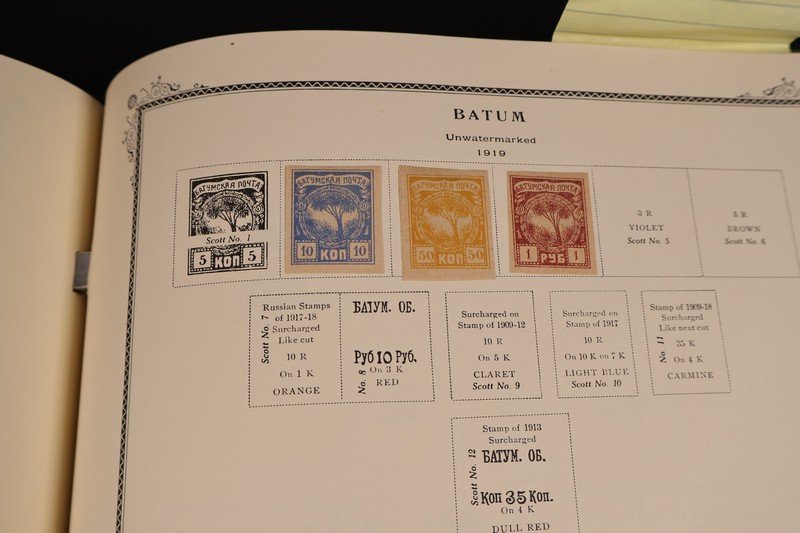 BATUM
Unwatermarked
1919
БАТУМСКАЯ ПОЧТА
Scott No. 1
5 КОП 5
БАТУМСКАЯ ПОЧТА
10 КОП 10
БАТУМСКАЯ ПОЧТА
50 КОП 50
БАТУМСКАЯ ПОЧТА
1 РУБ 1
3 R
VIOLET
Scott No. 5
5 R
BROWN
Scott No. 6
Scott No. 7
Russian Stamps
of 1917-18
Surcharged
Like cut
10 R
On 1 K
ORANGE
БАТУМ. ОБ.
Руб 10 Руб.
No. 8
On 3 K
RED
Surcharged on
Stamp of 1909-12
10 R
On 5 K
CLARET
Scott No. 9
Surcharged on
Stamp of 1917
10 R
On 10 K on 7 K
LIGHT BLUE
Scott No. 10
Stamp of 1909-18
Surcharged
Like next cut
No. 11
35 K
On 4 K
CARMINE
Stamp of 1913
Surcharged
Scott No. 12
БАТУМ. ОБ.
Коп 35 Коп.
On 4 K
DULL RED